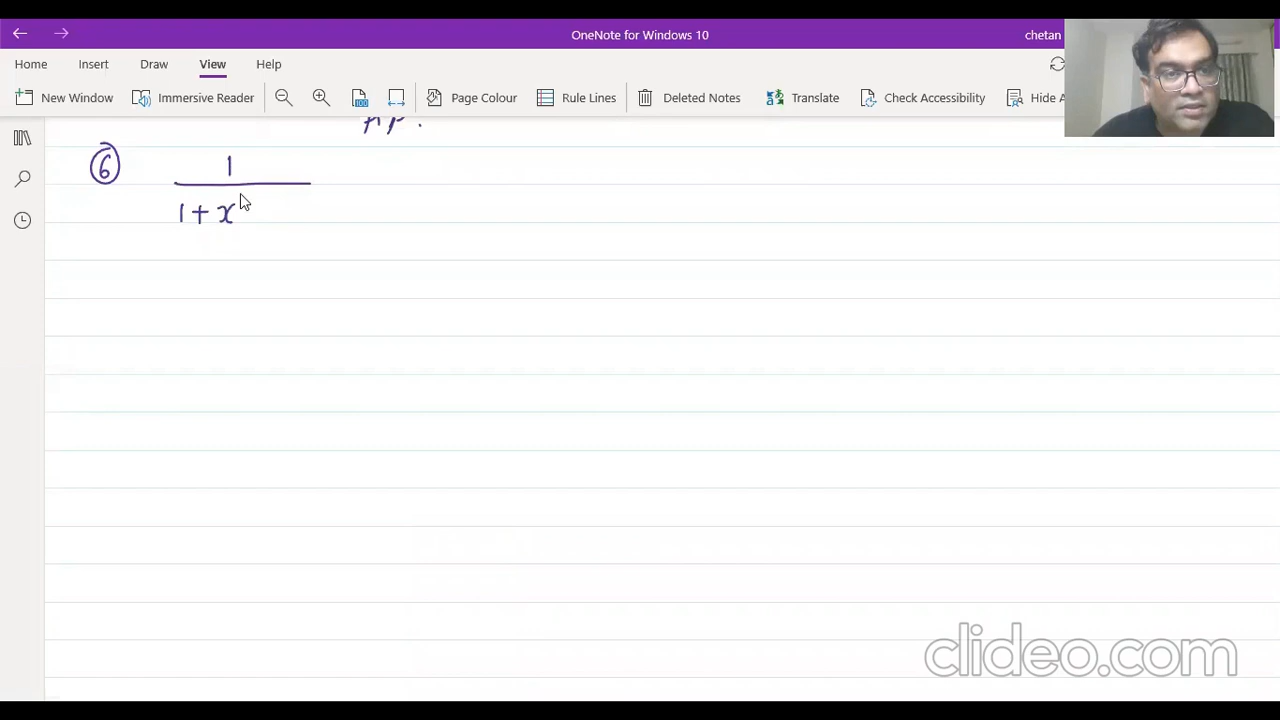 OneNote for Windows 10
chetan
Home Insert Draw View Help
New Window Immersive Reader Page Colour Rule Lines Deleted Notes Translate Check Accessibility Hide A
6 1
1 + x
clideo.com